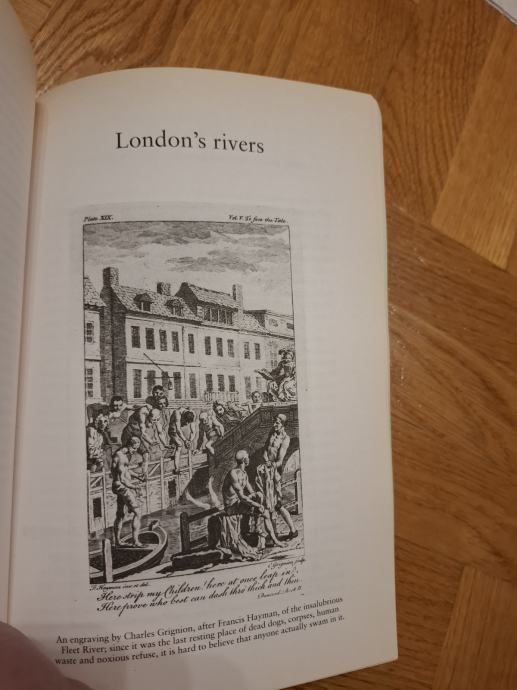 London's rivers
Plate XIX. Vol. V. To face the Title.
F. Hayman inv. et del. C. Grignion sculp.
Here strip my Children! here at once leap in!
Here prove who best can dash thro' thick and thin.
Dunciad. Book II
An engraving by Charles Grignion, after Francis Hayman, of the insalubrious
Fleet River; since it was the last resting place of dead dogs, corpses, human
waste and noxious refuse, it is hard to believe that anyone actually swam in it.